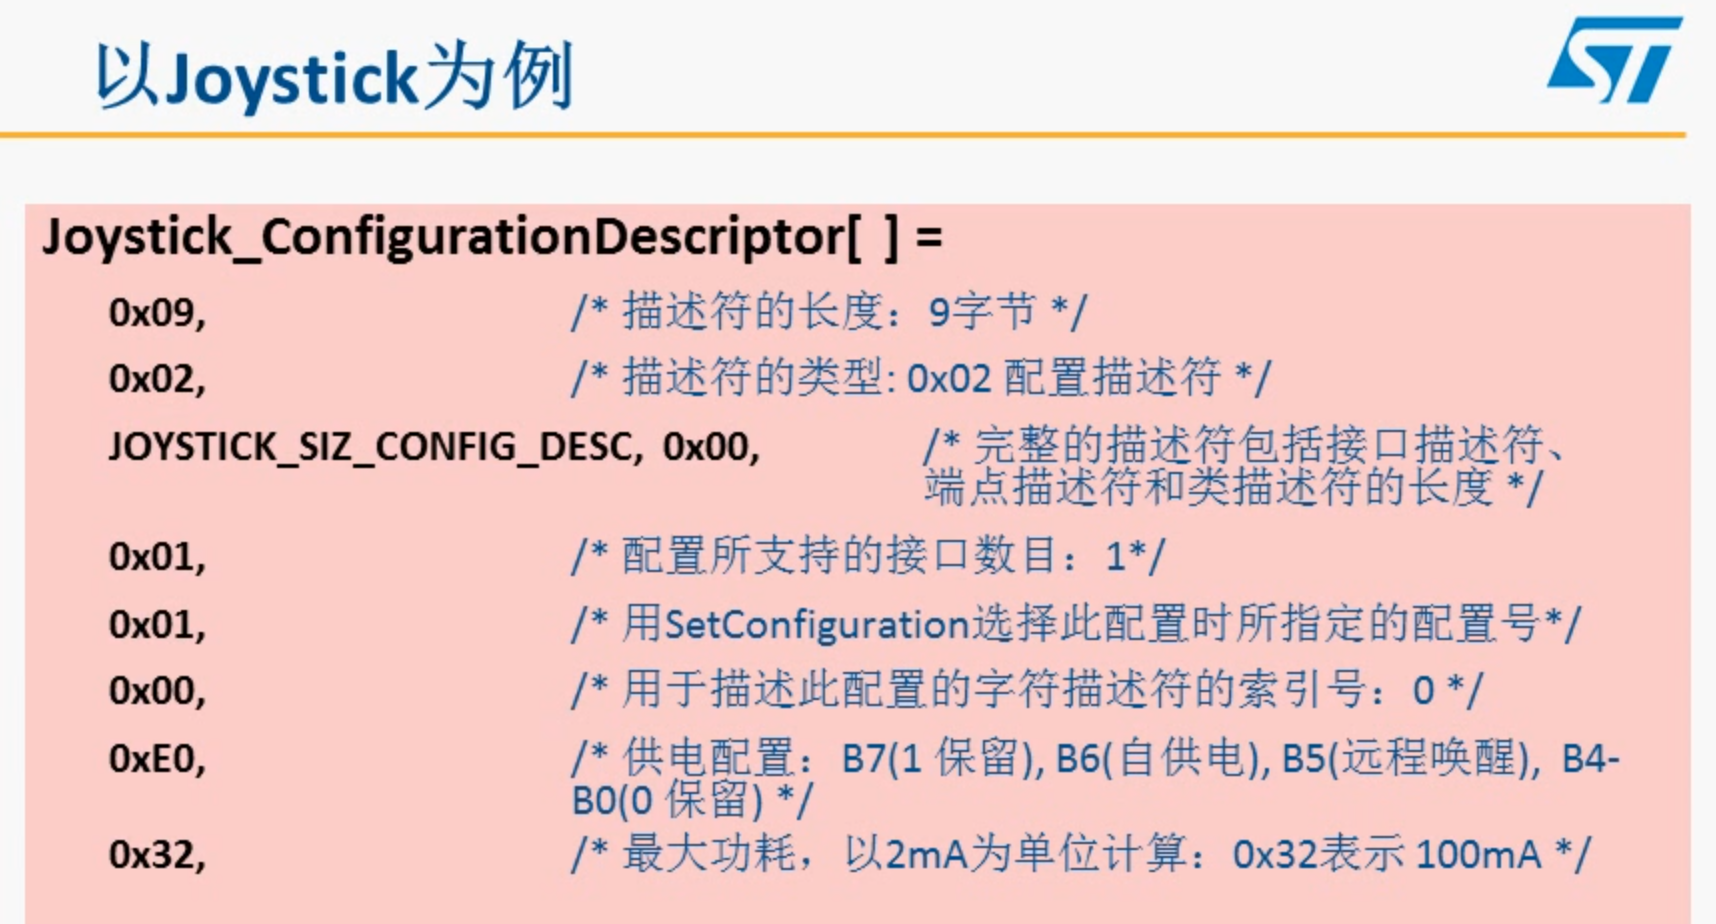 以Joystick为例
ST
Joystick_ConfigurationDescriptor[ ] =
0x09, /* 描述符的长度：9字节 */
0x02, /* 描述符的类型: 0x02 配置描述符 */
JOYSTICK_SIZ_CONFIG_DESC, 0x00, /* 完整的描述符包括接口描述符、
端点描述符和类描述符的长度 */
0x01, /* 配置所支持的接口数目：1*/
0x01, /* 用SetConfiguration选择此配置时所指定的配置号*/
0x00, /* 用于描述此配置的字符描述符的索引号：0 */
0xE0, /* 供电配置：B7(1 保留), B6(自供电), B5(远程唤醒), B4-
B0(0 保留) */
0x32, /* 最大功耗，以2mA为单位计算：0x32表示 100mA */